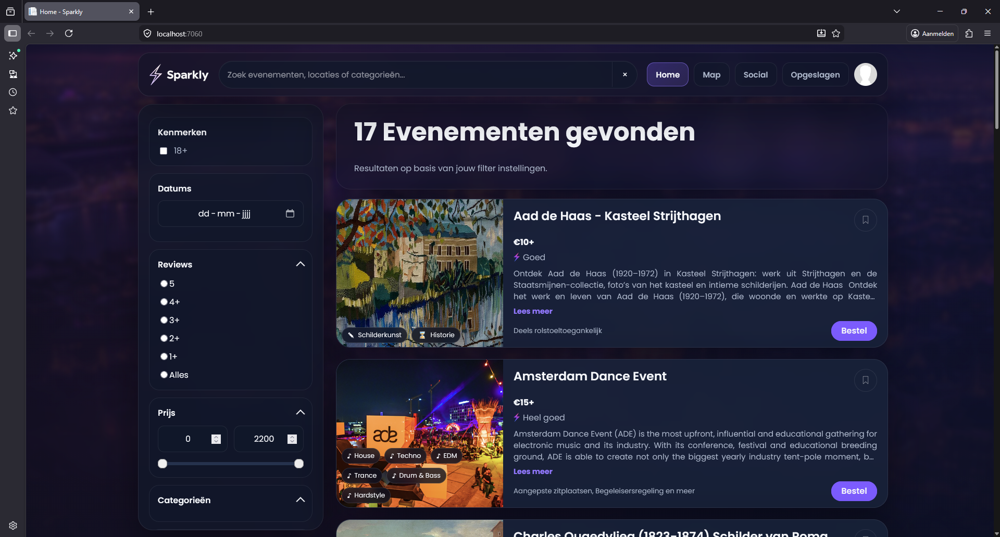 Home - Sparkly
localhost:7060
Aanmelden
Sparkly
Zoek evenementen, locaties of categorieën...
Home
Map
Social
Opgeslagen
Kenmerken
18+
Datums
dd-mm-jjjj
Reviews
5
4+
3+
2+
1+
Alles
Prijs
0
2200
Categorieën
17 Evenementen gevonden
Resultaten op basis van jouw filter instellingen.
Aad de Haas - Kasteel Strijthagen
€10+
Goed
Ontdek Aad de Haas (1920–1972) in Kasteel Strijthagen: werk uit Strijthagen en de
Staatsmijnen-collectie, foto's van het kasteel en intieme schilderijen. Aad de Haas Ontdek
het werk en leven van Aad de Haas (1920–1972), die woonde en werkte op Kaste...
Lees meer
Schilderkunst
Historie
Deels rolstoeltoegankelijk
Bestel
Amsterdam Dance Event
€15+
Heel goed
Amsterdam Dance Event (ADE) is the most upfront, influential and educational gathering for
electronic music and its industry. With its conference, festival and educational breeding
ground, ADE is able to create not only the biggest yearly industry tent-pole moment, b...
Lees meer
ade
House
Techno
EDM
Trance
Drum & Bass
Hardstyle
Aangepste zitplaatsen, Begeleisersregeling en meer
Bestel